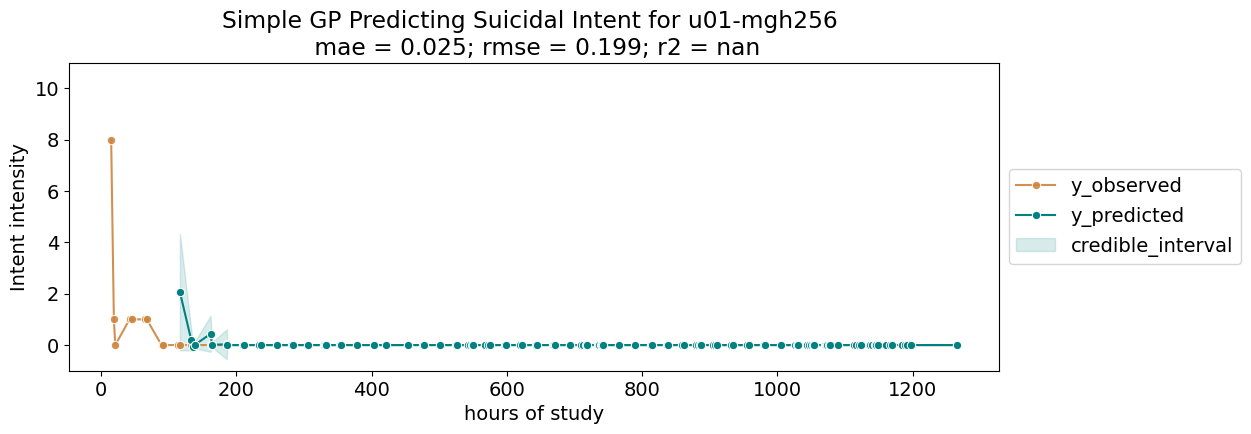 Simple GP Predicting Suicidal Intent for u01-mgh256
mae = 0.025; rmse = 0.199; r2 = nan
Intent intensity
10
8
6
4
2
0
0 200 400 600 800 1000 1200
hours of study
y_observed
y_predicted
credible_interval